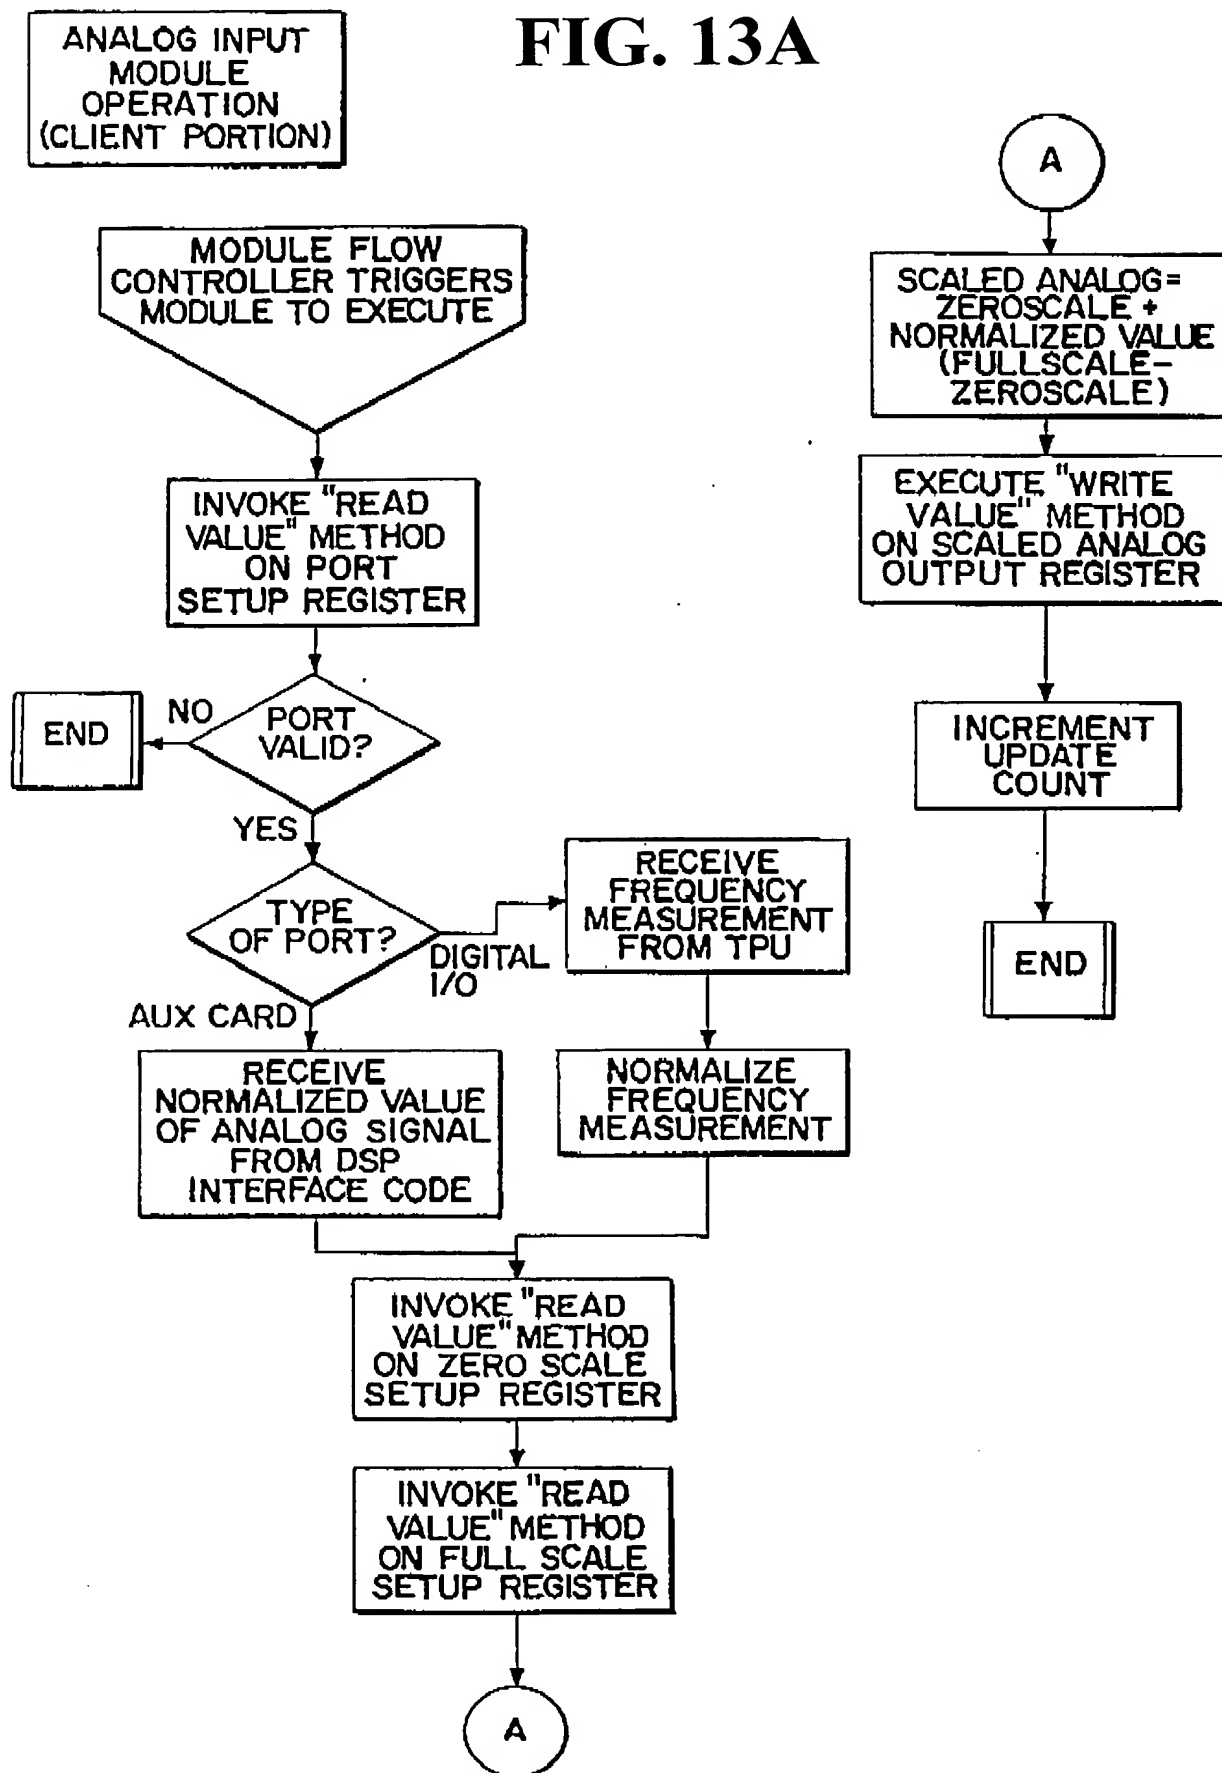 FIG. 13A
ANALOG INPUT
MODULE
OPERATION
(CLIENT PORTION)
MODULE FLOW
CONTROLLER TRIGGERS
MODULE TO EXECUTE
INVOKE "READ
VALUE" METHOD
ON PORT
SETUP REGISTER
PORT
VALID?
NO
END
YES
TYPE
OF PORT?
DIGITAL
I/O
AUX CARD
RECEIVE
FREQUENCY
MEASUREMENT
FROM TPU
NORMALIZE
FREQUENCY
MEASUREMENT
RECEIVE
NORMALIZED VALUE
OF ANALOG SIGNAL
FROM DSP
INTERFACE CODE
INVOKE "READ
VALUE" METHOD
ON ZERO SCALE
SETUP REGISTER
INVOKE "READ
VALUE" METHOD
ON FULL SCALE
SETUP REGISTER
A
A
SCALED ANALOG=
ZEROSCALE +
NORMALIZED VALUE
(FULLSCALE-
ZEROSCALE)
EXECUTE "WRITE
VALUE" METHOD
ON SCALED ANALOG
OUTPUT REGISTER
INCREMENT
UPDATE
COUNT
END